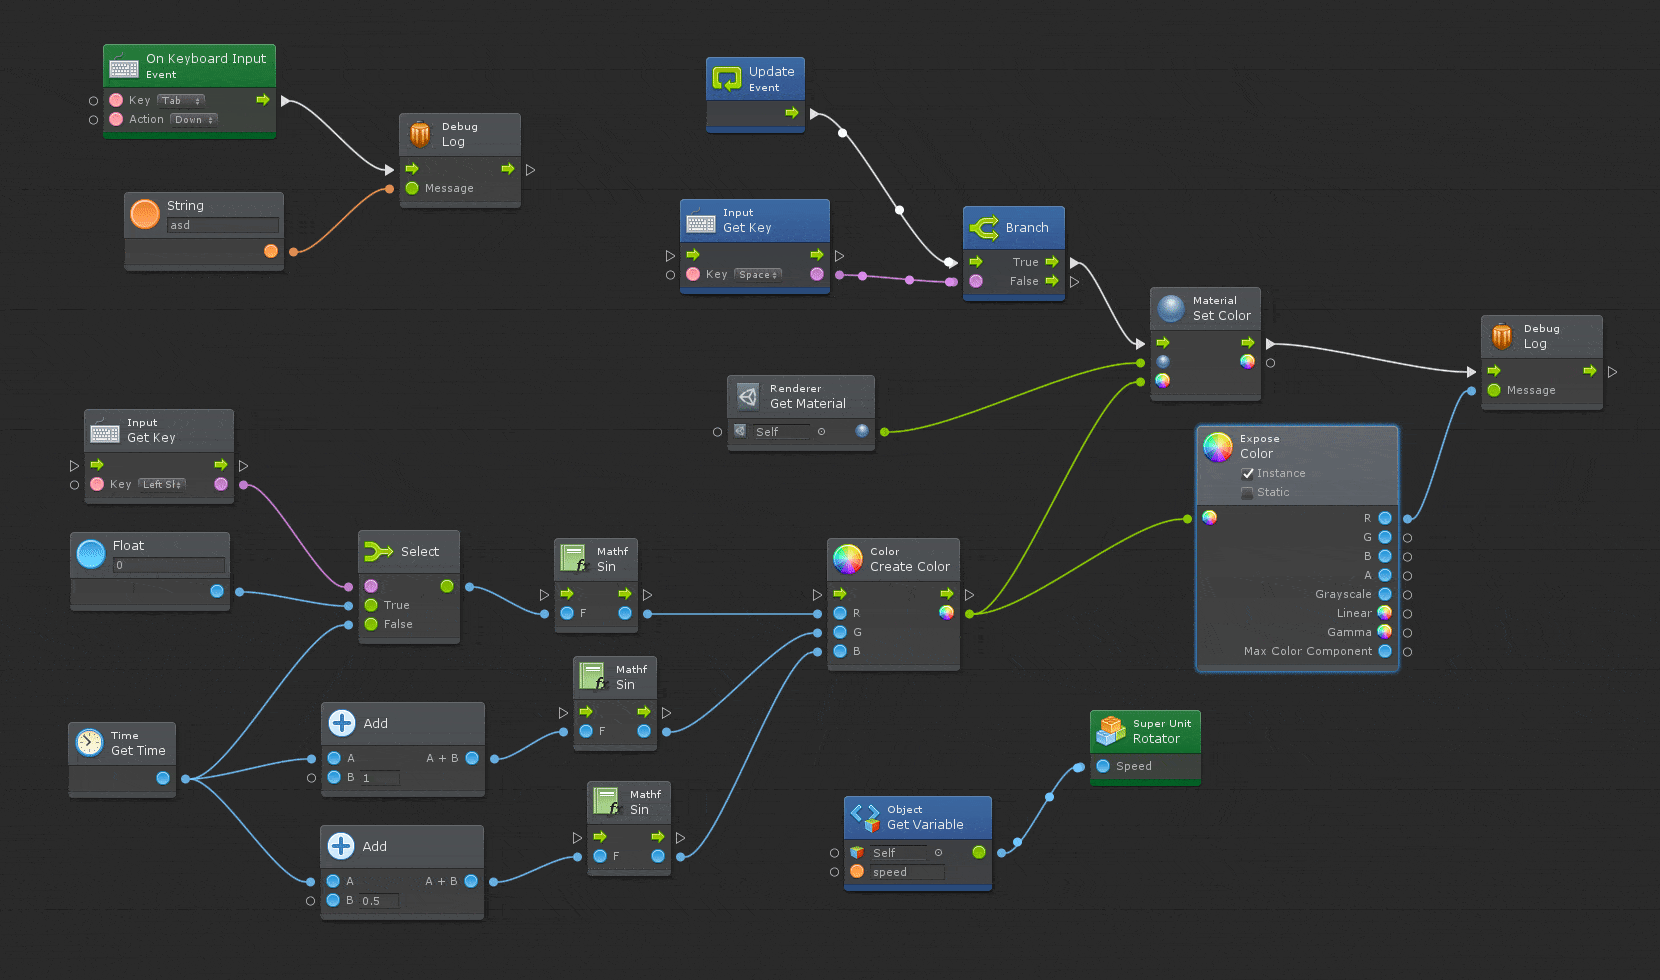 On Keyboard Input
Event
Key Tab
Action Down
Debug
Log
Message
String
asd
Update
Event
Input
Get Key
Key Space
Branch
True
False
Material
Set Color
Debug
Log
Message
Renderer
Get Material
Self
Input
Get Key
Key Left
Float
0
Select
True
False
Mathf
Sin
F
Color
Create Color
R
G
B
Expose
Color
Instance
Static
R
G
B
A
Grayscale
Linear
Gamma
Max Color Component
Mathf
Sin
F
Time
Get Time
Add
A A + B
B 1
Mathf
Sin
F
Add
A A + B
B 0.5
Super Unit
Rotator
Speed
Object
Get Variable
Self
speed